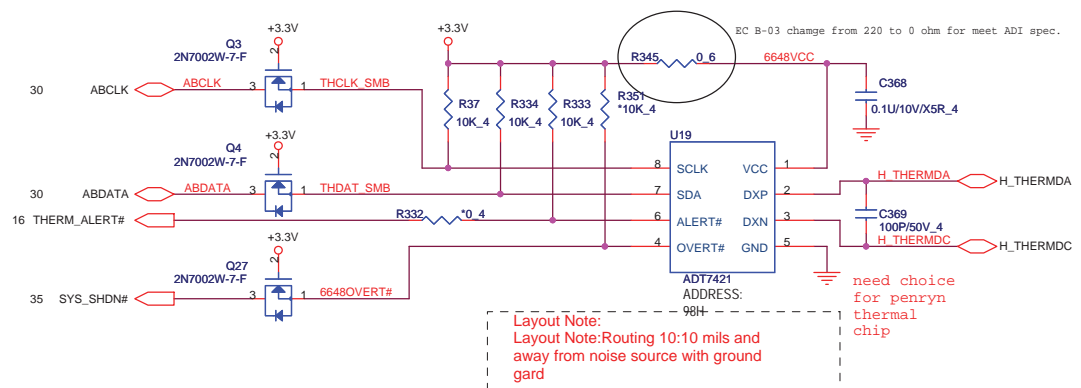 +3.3V
Q3
2N7002W-7-F
2
30 ABCLK ABCLK 3 1 THCLK_SMB
+3.3V
R37
10K_4
R334
10K_4
R333
10K_4
R351
*10K_4
R345 0_6
EC B-03 chamge from 220 to 0 ohm for meet ADI spec.
6648VCC
C368
0.1U/10V/X5R_4
+3.3V
Q4
2N7002W-7-F
2
30 ABDATA ABDATA 3 1 THDAT_SMB
16 THERM_ALERT#
R332 *0_4
+3.3V
Q27
2N7002W-7-F
2
35 SYS_SHDN# 3 1 6648OVERT#
U19
8 SCLK VCC 1
7 SDA DXP 2
6 ALERT# DXN 3
4 OVERT# GND 5
ADT7421
ADDRESS:
98H
H_THERMDA H_THERMDA
C369
100P/50V_4
H_THERMDC H_THERMDC
need choice
for penryn
thermal
chip
Layout Note:
Layout Note:Routing 10:10 mils and
away from noise source with ground
gard